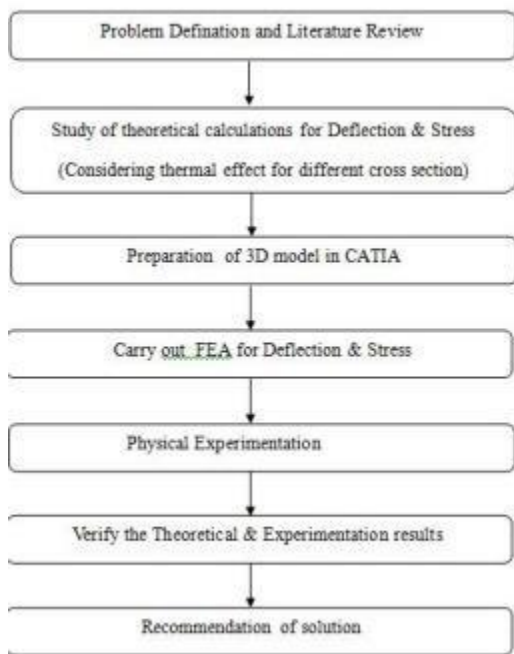 Problem Defination and Literature Review
Study of theoretical calculations for Deflection & Stress
(Considering thermal effect for different cross section)
Preparation of 3D model in CATIA
Carry out FEA for Deflection & Stress
Physical Experimentation
Verify the Theoretical & Experimentation results
Recommendation of solution